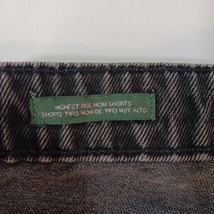 HIGHEST RISE MOM SHORTS
SHORTS TIPO MOM DE TIRO MUY ALTO